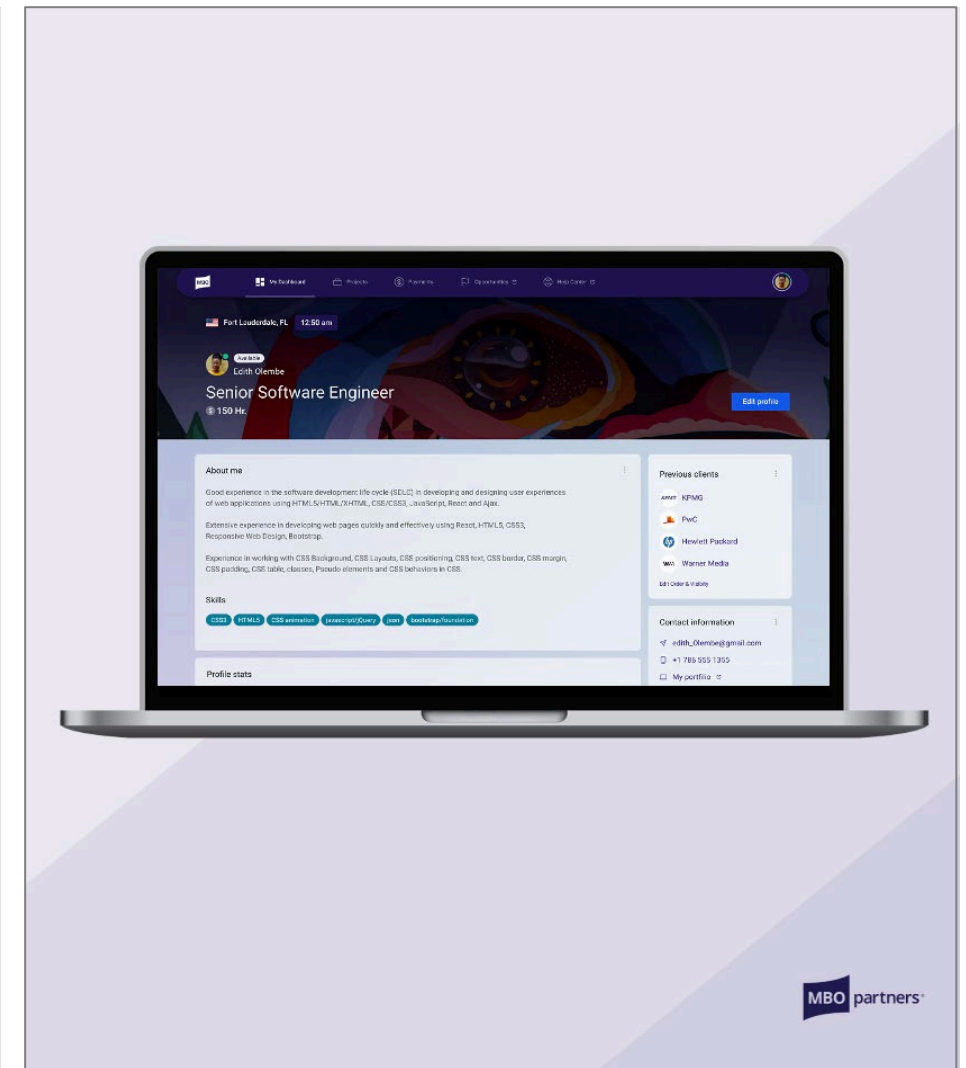 MBO
My Dashboard
Projects
Payments
Opportunities
Help Center
Fort Lauderdale, FL
12:50 am
Available
Edith Olembe
Senior Software Engineer
$ 150 Hr.
Edit profile
About me
Good experience in the software development life cycle (SDLC) in developing and designing user experiences
of web applications using HTML5/HTML/XHTML, CSS/CSS3, JavaScript, React and Ajax.
Extensive experience in developing web pages quickly and effectively using React, HTML5, CSS3,
Responsive Web Design, Bootstrap.
Experience in working with CSS Background, CSS Layouts, CSS positioning, CSS text, CSS border, CSS margin,
CSS padding, CSS table, classes, Pseudo elements and CSS behaviors in CSS.
Skills
CSS3
HTML5
CSS animation
javascript/jQuery
json
bootstrap/foundation
Profile stats
Previous clients
KPMG
PwC
hp
Hewlett Packard
Warner Media
Edit Order & Visibility
Contact information
edith_Olembe@gmail.com
+1 786 555 1355
My portfilio
MBO partners